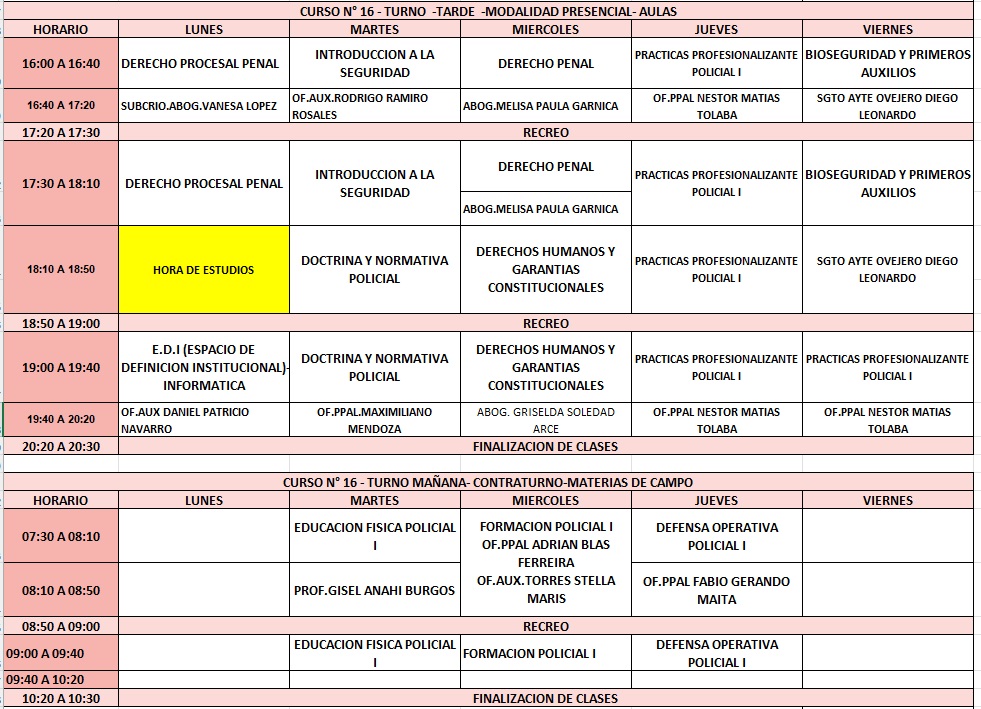 CURSO N° 16 - TURNO -TARDE -MODALIDAD PRESENCIAL- AULAS
HORARIO LUNES MARTES MIERCOLES JUEVES VIERNES
16:00 A 16:40 DERECHO PROCESAL PENAL INTRODUCCION A LA SEGURIDAD DERECHO PENAL PRACTICAS PROFESIONALIZANTE POLICIAL I BIOSEGURIDAD Y PRIMEROS AUXILIOS
16:40 A 17:20 SUBCRIO.ABOG.VANESA LOPEZ OF.AUX.RODRIGO RAMIRO ROSALES ABOG.MELISA PAULA GARNICA OF.PPAL NESTOR MATIAS TOLABA SGTO AYTE OVEJERO DIEGO LEONARDO
17:20 A 17:30 RECREO
17:30 A 18:10 DERECHO PROCESAL PENAL INTRODUCCION A LA SEGURIDAD DERECHO PENAL ABOG.MELISA PAULA GARNICA PRACTICAS PROFESIONALIZANTE POLICIAL I BIOSEGURIDAD Y PRIMEROS AUXILIOS
18:10 A 18:50 HORA DE ESTUDIOS DOCTRINA Y NORMATIVA POLICIAL DERECHOS HUMANOS Y GARANTIAS CONSTITUCIONALES PRACTICAS PROFESIONALIZANTE POLICIAL I SGTO AYTE OVEJERO DIEGO LEONARDO
18:50 A 19:00 RECREO
19:00 A 19:40 E.D.I (ESPACIO DE DEFINICION INSTITUCIONAL)- INFORMATICA DOCTRINA Y NORMATIVA POLICIAL DERECHOS HUMANOS Y GARANTIAS CONSTITUCIONALES PRACTICAS PROFESIONALIZANTE POLICIAL I PRACTICAS PROFESIONALIZANTE POLICIAL I
19:40 A 20:20 OF.AUX DANIEL PATRICIO NAVARRO OF.PPAL.MAXIMILIANO MENDOZA ABOG. GRISELDA SOLEDAD ARCE OF.PPAL NESTOR MATIAS TOLABA OF.PPAL NESTOR MATIAS TOLABA
20:20 A 20:30 FINALIZACION DE CLASES
CURSO N° 16 - TURNO MAÑANA- CONTRATURNO-MATERIAS DE CAMPO
HORARIO LUNES MARTES MIERCOLES JUEVES VIERNES
07:30 A 08:10 EDUCACION FISICA POLICIAL I FORMACION POLICIAL I OF.PPAL ADRIAN BLAS FERREIRA OF.AUX.TORRES STELLA MARIS DEFENSA OPERATIVA POLICIAL I
08:10 A 08:50 PROF.GISEL ANAHI BURGOS OF.PPAL FABIO GERANDO MAITA
08:50 A 09:00 RECREO
09:00 A 09:40 EDUCACION FISICA POLICIAL I FORMACION POLICIAL I DEFENSA OPERATIVA POLICIAL I
09:40 A 10:20
10:20 A 10:30 FINALIZACION DE CLASES